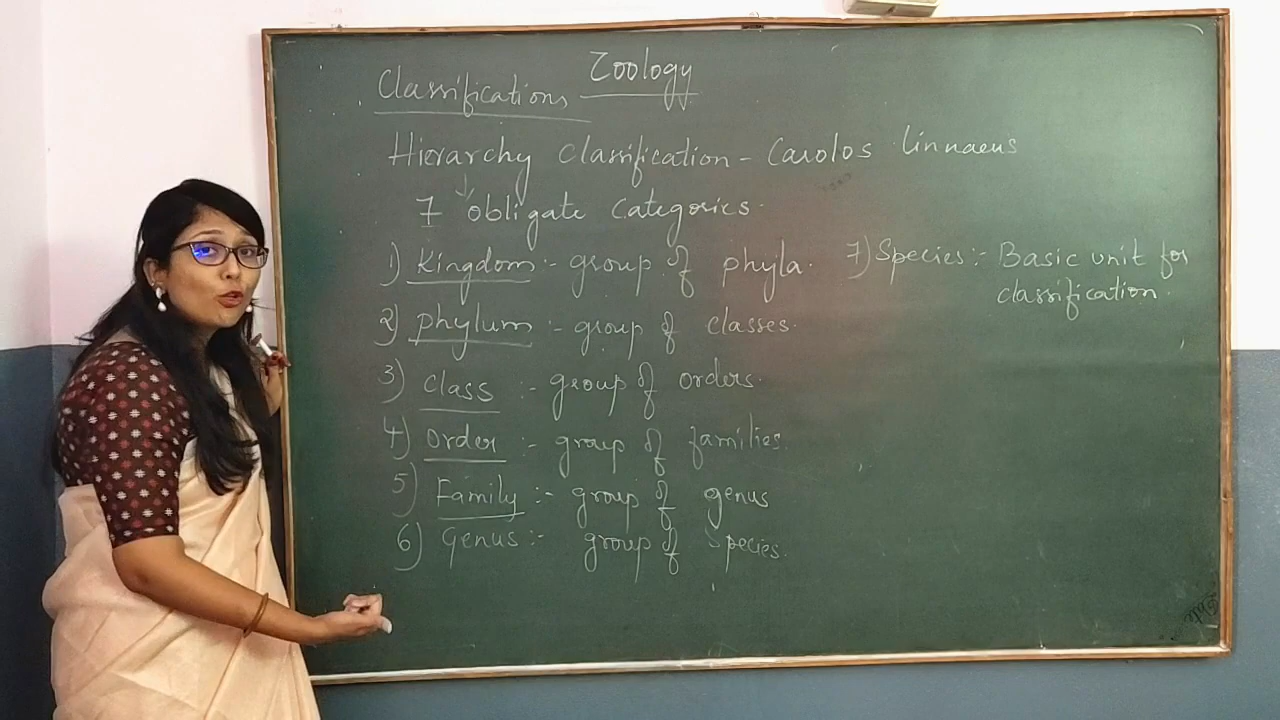 Zoology
Classifications
Hierarchy classification - Carolos Linnaeus
↓
7 obligate categories.
1) Kingdom :- group of phyla.
2) phylum :- group of classes.
3) class :- group of orders.
4) order :- group of families.
5) Family :- group of genus
6) genus :- group of species.
7) Species :- Basic unit for
classification.